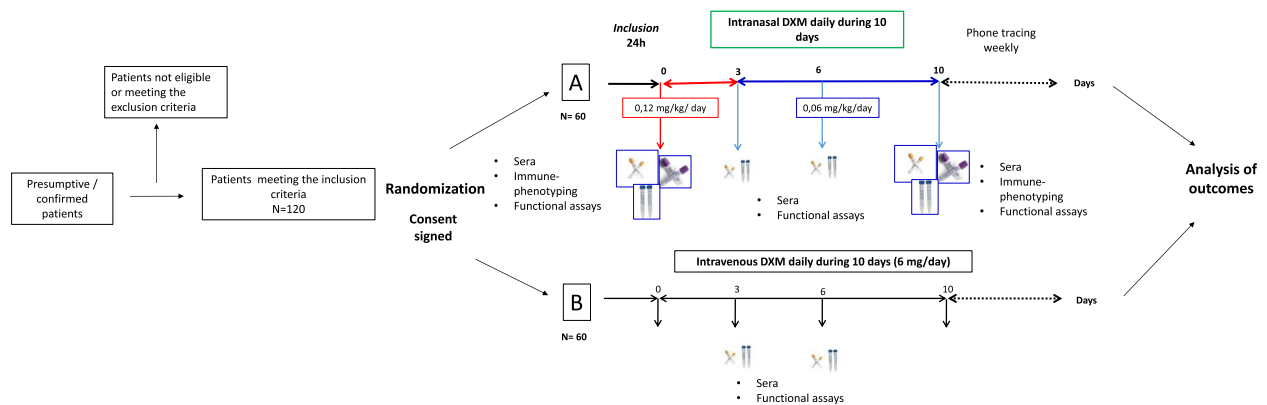 Patients not eligible
or meeting the
exclusion criteria
Presumptive /
confirmed
patients
Patients meeting the inclusion
criteria
N=120
Randomization
Consent
signed
Inclusion
24h
Intranasal DXM daily during 10
days
Phone tracing
weekly
A
N= 60
0
3
6
10
Days
0,12 mg/kg/ day
0,06 mg/kg/day
• Sera
• Immune-
phenotyping
• Functional assays
• Sera
• Functional assays
• Sera
• Immune-
phenotyping
• Functional assays
Intravenous DXM daily during 10 days (6 mg/day)
B
N= 60
0
3
6
10
Days
• Sera
• Functional assays
Analysis of
outcomes